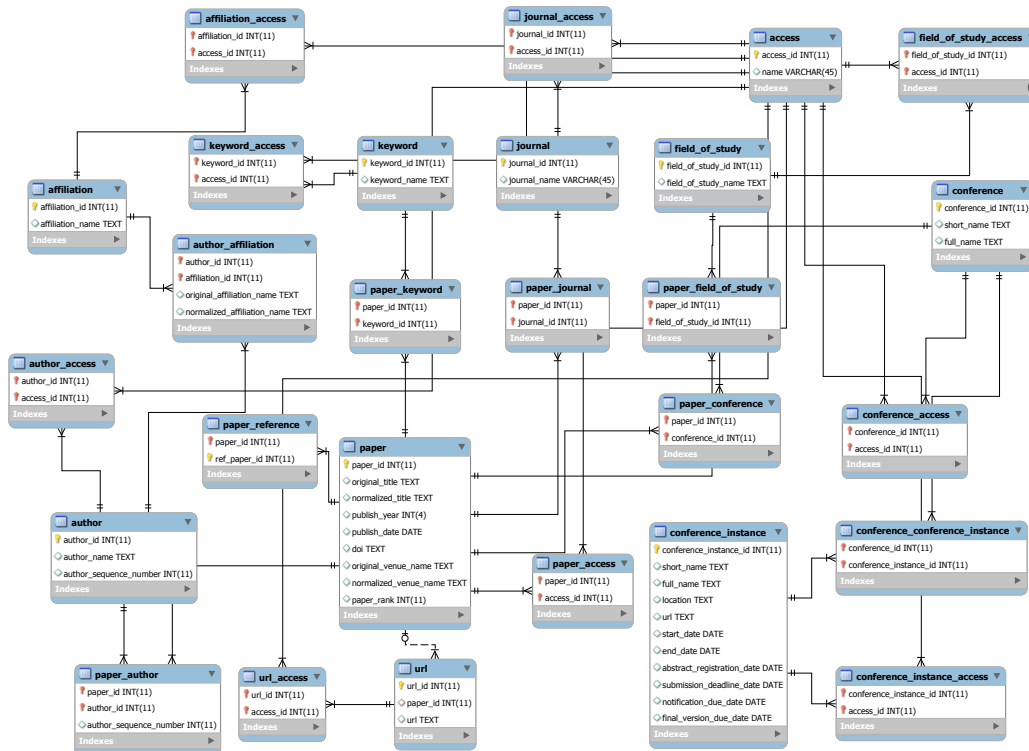 affiliation_access
affiliation_id INT(11)
access_id INT(11)
Indexes
journal_access
journal_id INT(11)
access_id INT(11)
Indexes
access
access_id INT(11)
name VARCHAR(45)
Indexes
field_of_study_access
field_of_study_id INT(11)
access_id INT(11)
Indexes
keyword_access
keyword_id INT(11)
access_id INT(11)
Indexes
keyword
keyword_id INT(11)
keyword_name TEXT
Indexes
journal
journal_id INT(11)
journal_name VARCHAR(45)
Indexes
field_of_study
field_of_study_id INT(11)
field_of_study_name TEXT
Indexes
affiliation
affiliation_id INT(11)
affiliation_name TEXT
Indexes
conference
conference_id INT(11)
short_name TEXT
full_name TEXT
Indexes
author_affiliation
author_id INT(11)
affiliation_id INT(11)
original_affiliation_name TEXT
normalized_affiliation_name TEXT
Indexes
paper_keyword
paper_id INT(11)
keyword_id INT(11)
Indexes
paper_journal
paper_id INT(11)
journal_id INT(11)
Indexes
paper_field_of_study
paper_id INT(11)
field_of_study_id INT(11)
Indexes
author_access
author_id INT(11)
access_id INT(11)
Indexes
paper_reference
paper_id INT(11)
ref_paper_id INT(11)
Indexes
paper
paper_id INT(11)
original_title TEXT
normalized_title TEXT
publish_year INT(4)
publish_date DATE
doi TEXT
original_venue_name TEXT
normalized_venue_name TEXT
paper_rank INT(11)
Indexes
paper_conference
paper_id INT(11)
conference_id INT(11)
Indexes
conference_access
conference_id INT(11)
access_id INT(11)
Indexes
author
author_id INT(11)
author_name TEXT
author_sequence_number INT(11)
Indexes
paper_access
paper_id INT(11)
access_id INT(11)
Indexes
conference_instance
conference_instance_id INT(11)
short_name TEXT
full_name TEXT
location TEXT
url TEXT
start_date DATE
end_date DATE
abstract_registration_date DATE
submission_deadline_date DATE
notification_due_date DATE
final_version_due_date DATE
Indexes
conference_conference_instance
conference_id INT(11)
conference_instance_id INT(11)
Indexes
paper_author
paper_id INT(11)
author_id INT(11)
author_sequence_number INT(11)
Indexes
url_access
url_id INT(11)
access_id INT(11)
Indexes
url
url_id INT(11)
paper_id INT(11)
url TEXT
Indexes
conference_instance_access
conference_instance_id INT(11)
access_id INT(11)
Indexes